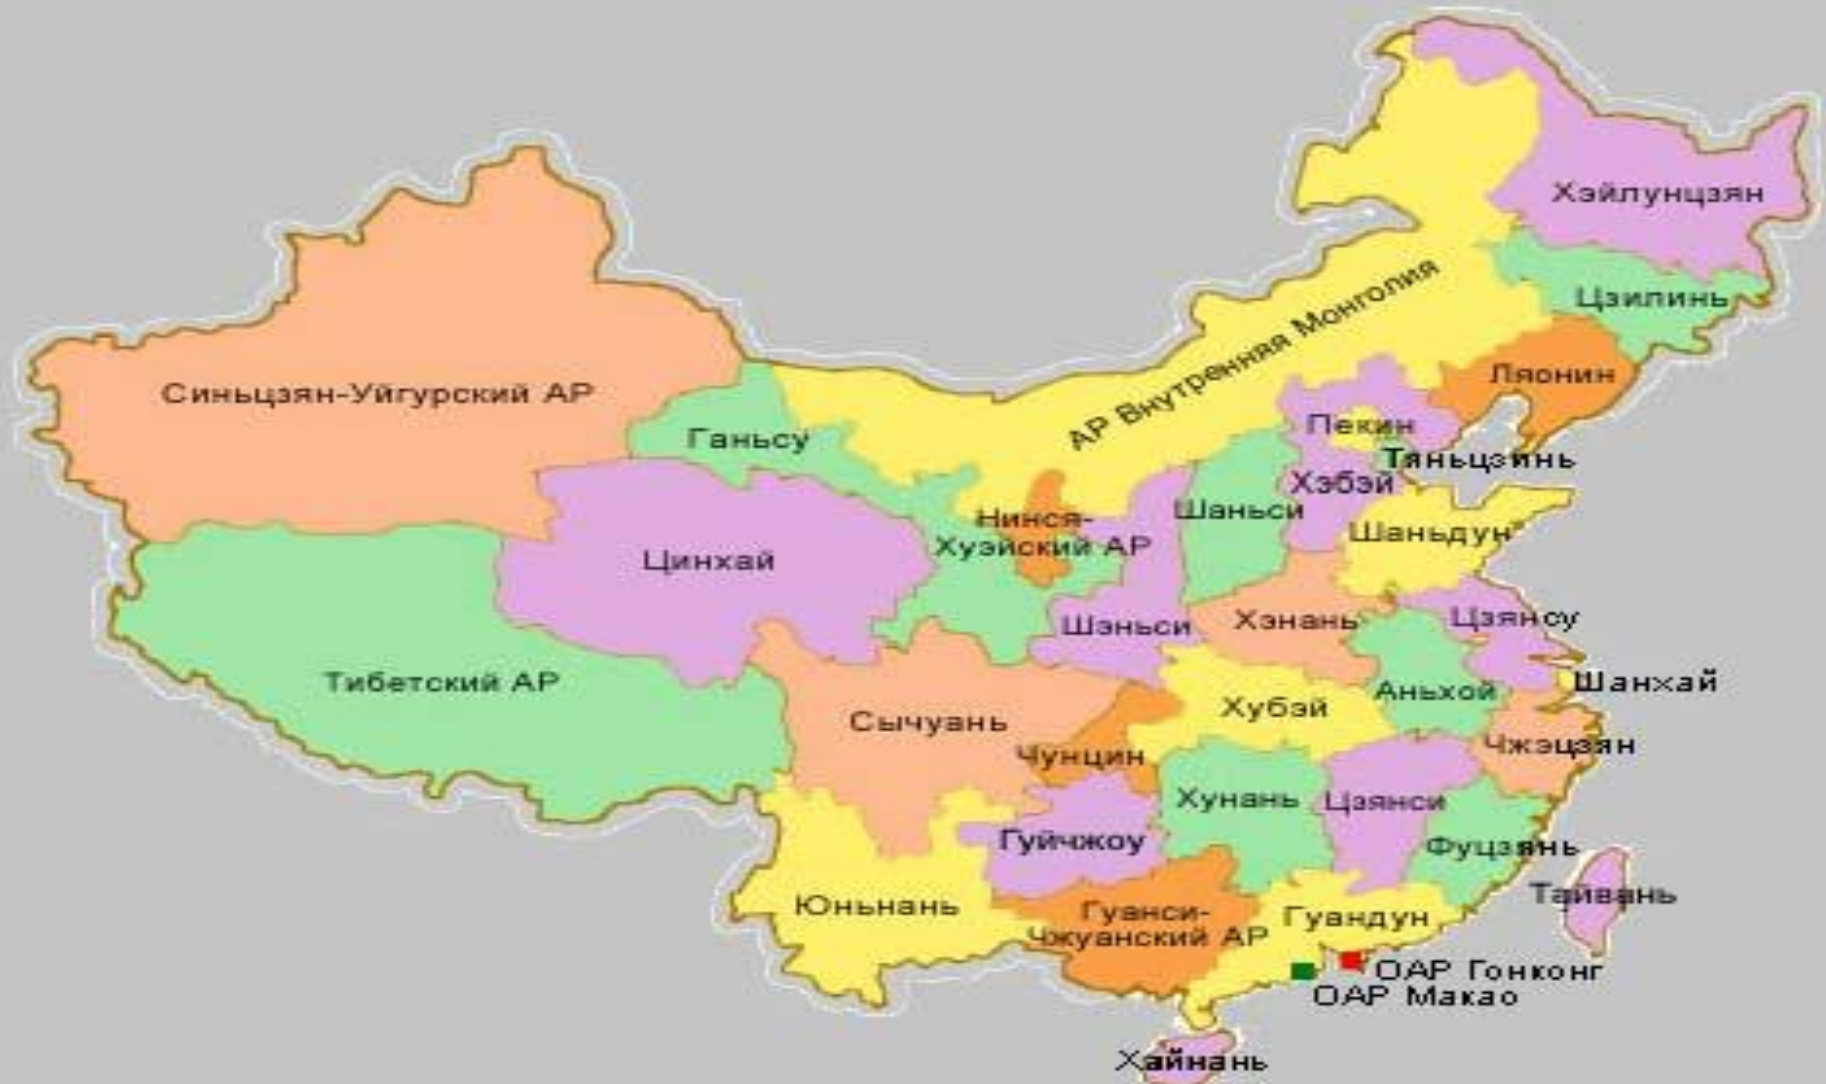 Хэйлунцзян
Цзилинь
АР Внутренняя Монголия
Ляонин
Синьцзян-Уйгурский АР
Пекин
Ганьсу
Тяньцзинь
Хэбэй
Шаньси
Нинся-
Хуэйский АР
Шаньдун
Цинхай
Шэньси
Хэнань
Цзянсу
Тибетский АР
Аньхой
Шанхай
Хубэй
Сычуань
Чунцин
Чжэцзян
Хунань
Цзянси
Гуйчжоу
Фуцзянь
Тайвань
Юньнань
Гуанси-
Чжуанский АР
Гуандун
ОАР Гонконг
ОАР Макао
Хайнань